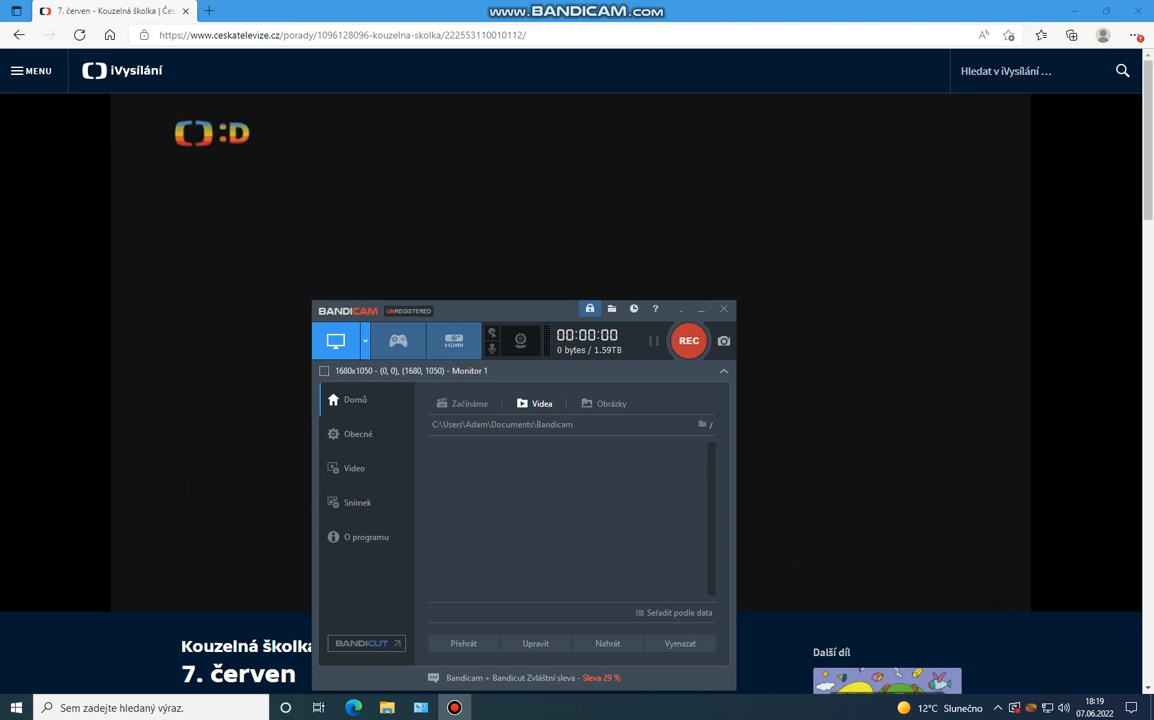 7. červen - Kouzelná školka | Čes
www.BANDICAM.com
https://www.ceskatelevize.cz/porady/1096128096-kouzelna-skolka/222553110010112/
MENU
iVysílání
Hledat v iVysílání ...
:D
BANDICAM UNREGISTERED
?
HDMI
00:00:00
0 bytes / 1.59TB
REC
1680x1050 - (0, 0), (1680, 1050) - Monitor 1
Domů
Obecné
Video
Snímek
O programu
BANDICUT
Začínáme
Videa
Obrázky
C:\Users\Adam\Documents\Bandicam
/
Seřadit podle data
Přehrát
Upravit
Nahrát
Vymazat
Bandicam + Bandicut Zvláštní sleva - Sleva 29 %
Kouzelná školka
7. červen
Další díl
Sem zadejte hledaný výraz.
12°C Slunečno
18:19
07.06.2022